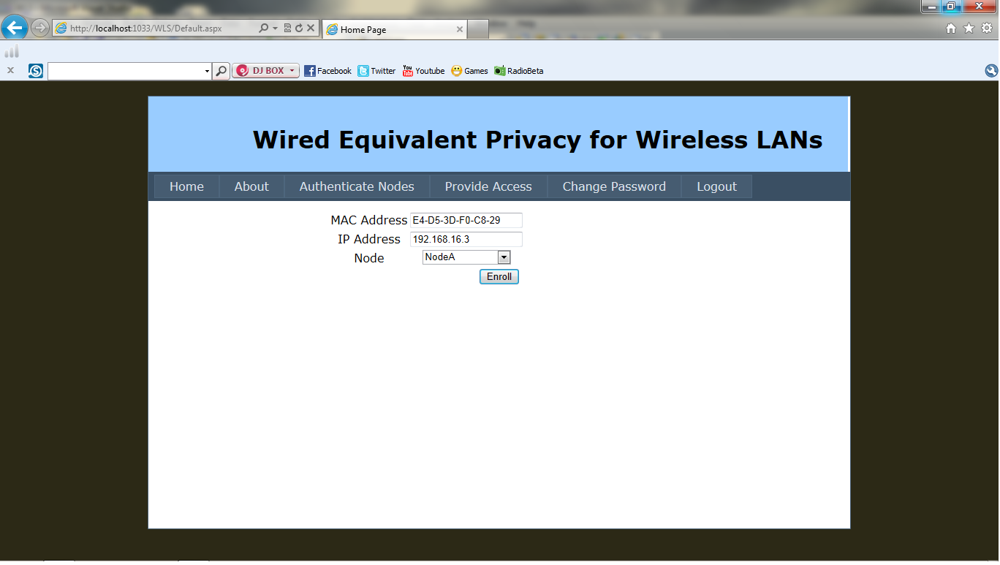 http://localhost:1033/WLS/Default.aspx
Home Page
DJ BOX Facebook Twitter You Tube Youtube Games RadioBeta
Wired Equivalent Privacy for Wireless LANs
Home About Authenticate Nodes Provide Access Change Password Logout
MAC Address E4-D5-3D-F0-C8-29
IP Address 192.168.16.3
Node NodeA
Enroll